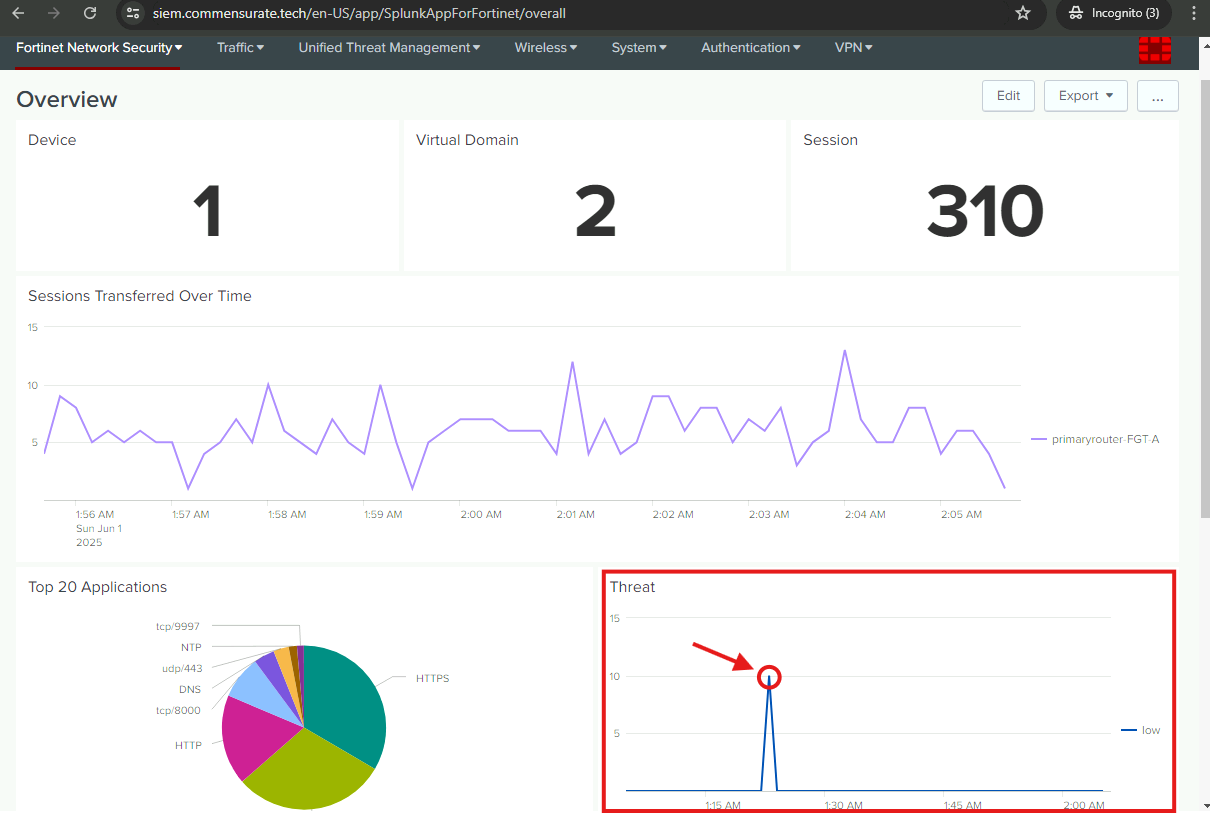 siem.commensurate.tech/en-US/app/SplunkAppForFortinet/overall
Incognito (3)
Fortinet Network Security Traffic Unified Threat Management Wireless System Authentication VPN
Overview
Edit Export ...
Device Virtual Domain Session
1 2 310
Sessions Transferred Over Time
15
10
5
primaryrouter-FGT-A
1:56 AM 1:57 AM 1:58 AM 1:59 AM 2:00 AM 2:01 AM 2:02 AM 2:03 AM 2:04 AM 2:05 AM
Sun Jun 1
2025
Top 20 Applications
tcp/9997
NTP
udp/443
DNS
tcp/8000
HTTP
HTTPS
Threat
15
10
5
low
1:15 AM 1:30 AM 1:45 AM 2:00 AM